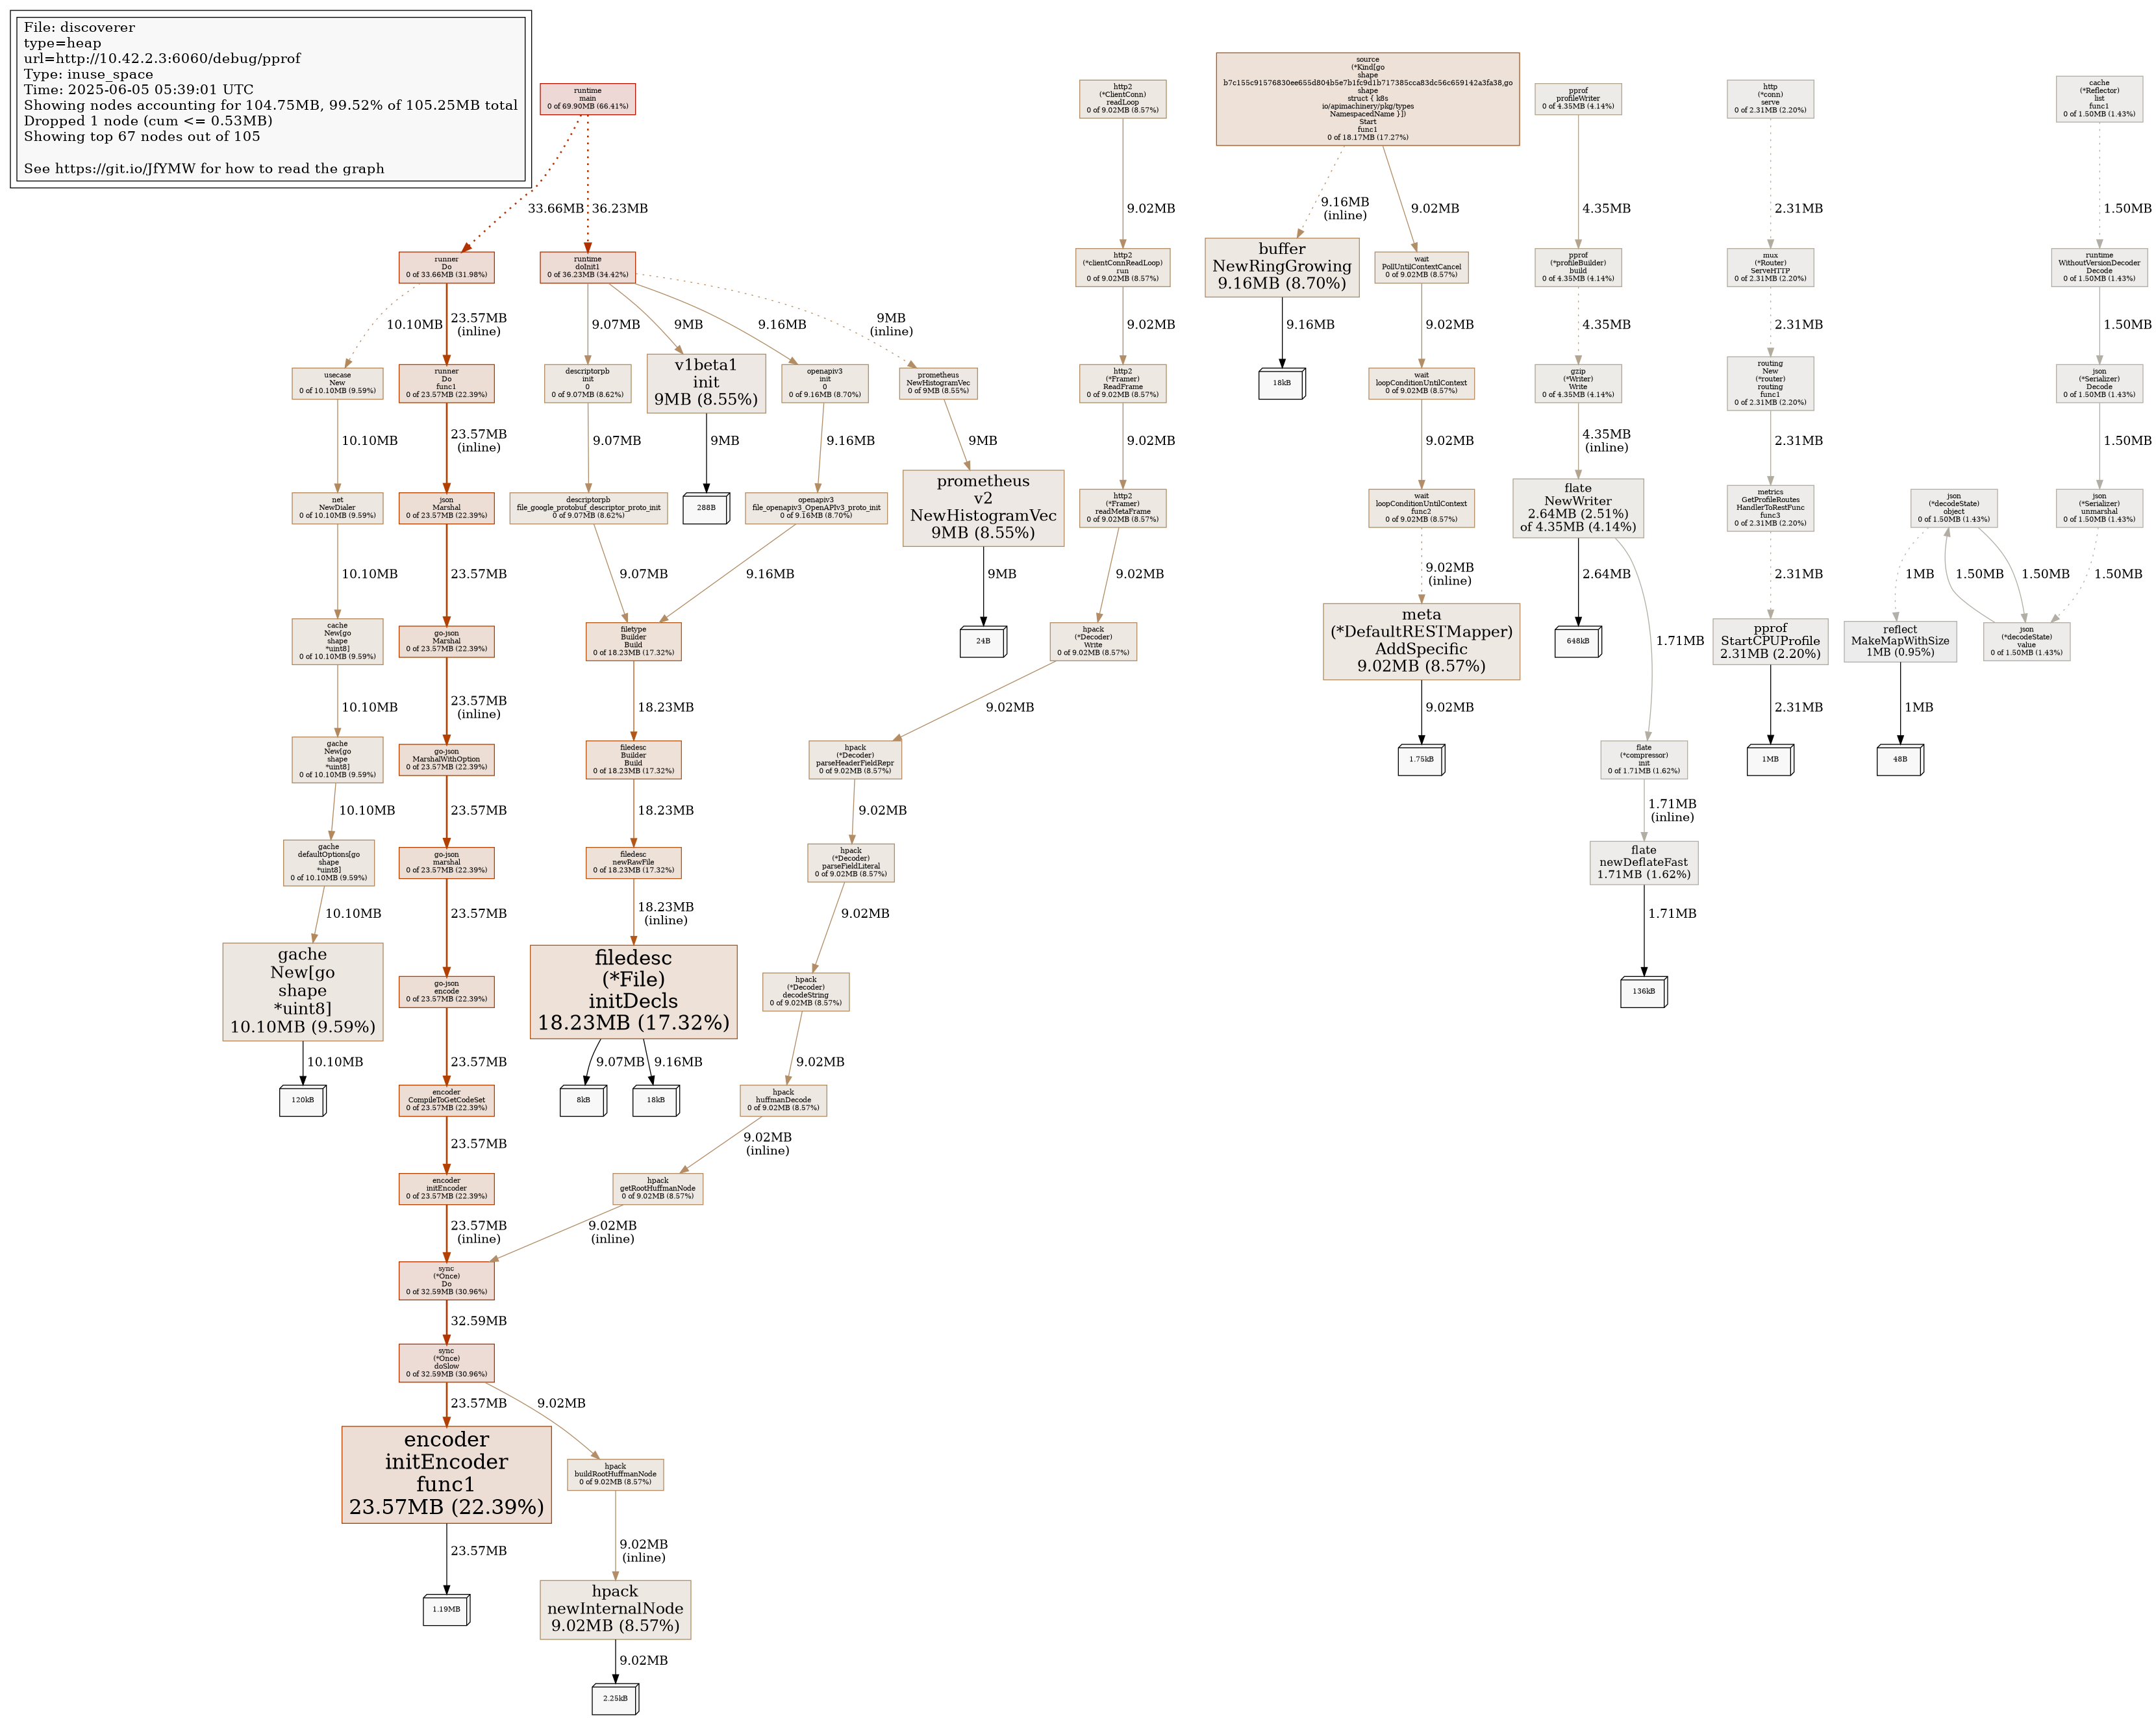 File: discoverer
type=heap
url=http://10.42.2.3:6060/debug/pprof
Type: inuse_space
Time: 2025-06-05 05:39:01 UTC
Showing nodes accounting for 104.75MB, 99.52% of 105.25MB total
Dropped 1 node (cum <= 0.53MB)
Showing top 67 nodes out of 105
See https://git.io/JfYMW for how to read the graph
runtime
main
0 of 69.90MB (66.41%)
http2
(*ClientConn)
readLoop
0 of 9.02MB (8.57%)
source
(*Kind[go
shape
b7c155c91576830ee655d804b5e7b1fc9d1b717385cca83dc56c659142a3fa38,go
shape
struct { k8s
io/apimachinery/pkg/types
NamespacedName }])
Start
func1
0 of 18.17MB (17.27%)
pprof
profileWriter
0 of 4.35MB (4.14%)
http
(*conn)
serve
0 of 2.31MB (2.20%)
cache
(*Reflector)
list
func1
0 of 1.50MB (1.43%)
33.66MB
36.23MB
9.02MB
9.16MB
(inline)
9.02MB
4.35MB
2.31MB
1.50MB
runner
Do
0 of 33.66MB (31.98%)
runtime
doInit1
0 of 36.23MB (34.42%)
http2
(*clientConnReadLoop)
run
0 of 9.02MB (8.57%)
buffer
NewRingGrowing
9.16MB (8.70%)
wait
PollUntilContextCancel
0 of 9.02MB (8.57%)
pprof
(*profileBuilder)
build
0 of 4.35MB (4.14%)
mux
(*Router)
ServeHTTP
0 of 2.31MB (2.20%)
runtime
WithoutVersionDecoder
Decode
0 of 1.50MB (1.43%)
10.10MB
23.57MB
(inline)
9.07MB
9MB
9.16MB
9MB
(inline)
9.02MB
9.16MB
9.02MB
4.35MB
2.31MB
1.50MB
usecase
New
0 of 10.10MB (9.59%)
runner
Do
func1
0 of 23.57MB (22.39%)
descriptorpb
init
0
0 of 9.07MB (8.62%)
v1beta1
init
9MB (8.55%)
openapiv3
init
0
0 of 9.16MB (8.70%)
prometheus
NewHistogramVec
0 of 9MB (8.55%)
http2
(*Framer)
ReadFrame
0 of 9.02MB (8.57%)
18kB
wait
loopConditionUntilContext
0 of 9.02MB (8.57%)
gzip
(*Writer)
Write
0 of 4.35MB (4.14%)
routing
New
(*router)
routing
func1
0 of 2.31MB (2.20%)
json
(*Serializer)
Decode
0 of 1.50MB (1.43%)
10.10MB
23.57MB
(inline)
9.07MB
9MB
9.16MB
9MB
9.02MB
9.02MB
4.35MB
(inline)
2.31MB
1.50MB
net
NewDialer
0 of 10.10MB (9.59%)
json
Marshal
0 of 23.57MB (22.39%)
descriptorpb
file_google_protobuf_descriptor_proto_init
0 of 9.07MB (8.62%)
288B
openapiv3
file_openapiv3_OpenAPIv3_proto_init
0 of 9.16MB (8.70%)
prometheus
v2
NewHistogramVec
9MB (8.55%)
http2
(*Framer)
readMetaFrame
0 of 9.02MB (8.57%)
wait
loopConditionUntilContext
func2
0 of 9.02MB (8.57%)
flate
NewWriter
2.64MB (2.51%)
of 4.35MB (4.14%)
metrics
GetProfileRoutes
HandlerToRestFunc
func3
0 of 2.31MB (2.20%)
json
(*decodeState)
object
0 of 1.50MB (1.43%)
json
(*Serializer)
unmarshal
0 of 1.50MB (1.43%)
10.10MB
23.57MB
9.07MB
9.16MB
9MB
9.02MB
9.02MB
(inline)
2.64MB
1.71MB
2.31MB
1MB
1.50MB
1.50MB
1.50MB
cache
New[go
shape
*uint8]
0 of 10.10MB (9.59%)
go-json
Marshal
0 of 23.57MB (22.39%)
filetype
Builder
Build
0 of 18.23MB (17.32%)
24B
hpack
(*Decoder)
Write
0 of 9.02MB (8.57%)
meta
(*DefaultRESTMapper)
AddSpecific
9.02MB (8.57%)
648kB
pprof
StartCPUProfile
2.31MB (2.20%)
reflect
MakeMapWithSize
1MB (0.95%)
json
(*decodeState)
value
0 of 1.50MB (1.43%)
10.10MB
23.57MB
(inline)
18.23MB
9.02MB
9.02MB
2.31MB
1MB
gache
New[go
shape
*uint8]
0 of 10.10MB (9.59%)
go-json
MarshalWithOption
0 of 23.57MB (22.39%)
filedesc
Builder
Build
0 of 18.23MB (17.32%)
hpack
(*Decoder)
parseHeaderFieldRepr
0 of 9.02MB (8.57%)
1.75kB
flate
(*compressor)
init
0 of 1.71MB (1.62%)
1MB
48B
10.10MB
23.57MB
18.23MB
9.02MB
1.71MB
(inline)
gache
defaultOptions[go
shape
*uint8]
0 of 10.10MB (9.59%)
go-json
marshal
0 of 23.57MB (22.39%)
filedesc
newRawFile
0 of 18.23MB (17.32%)
hpack
(*Decoder)
parseFieldLiteral
0 of 9.02MB (8.57%)
flate
newDeflateFast
1.71MB (1.62%)
10.10MB
23.57MB
18.23MB
(inline)
9.02MB
1.71MB
gache
New[go
shape
*uint8]
10.10MB (9.59%)
go-json
encode
0 of 23.57MB (22.39%)
filedesc
(*File)
initDecls
18.23MB (17.32%)
hpack
(*Decoder)
decodeString
0 of 9.02MB (8.57%)
136kB
10.10MB
23.57MB
9.07MB
9.16MB
9.02MB
120kB
encoder
CompileToGetCodeSet
0 of 23.57MB (22.39%)
8kB
18kB
hpack
huffmanDecode
0 of 9.02MB (8.57%)
23.57MB
9.02MB
(inline)
encoder
initEncoder
0 of 23.57MB (22.39%)
hpack
getRootHuffmanNode
0 of 9.02MB (8.57%)
23.57MB
(inline)
9.02MB
(inline)
sync
(*Once)
Do
0 of 32.59MB (30.96%)
32.59MB
sync
(*Once)
doSlow
0 of 32.59MB (30.96%)
23.57MB
9.02MB
encoder
initEncoder
func1
23.57MB (22.39%)
hpack
buildRootHuffmanNode
0 of 9.02MB (8.57%)
23.57MB
9.02MB
(inline)
1.19MB
hpack
newInternalNode
9.02MB (8.57%)
9.02MB
2.25kB